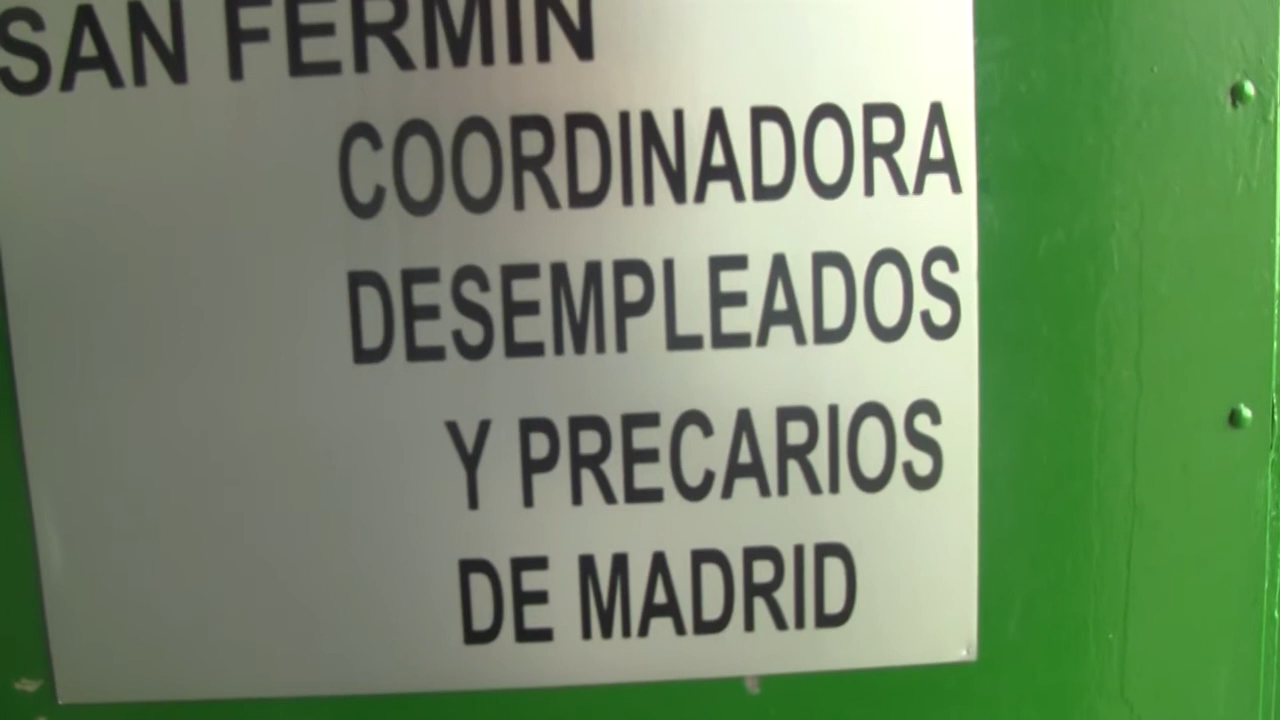 SAN FERMIN
COORDINADORA
DESEMPLEADOS
Y PRECARIOS
DE MADRID